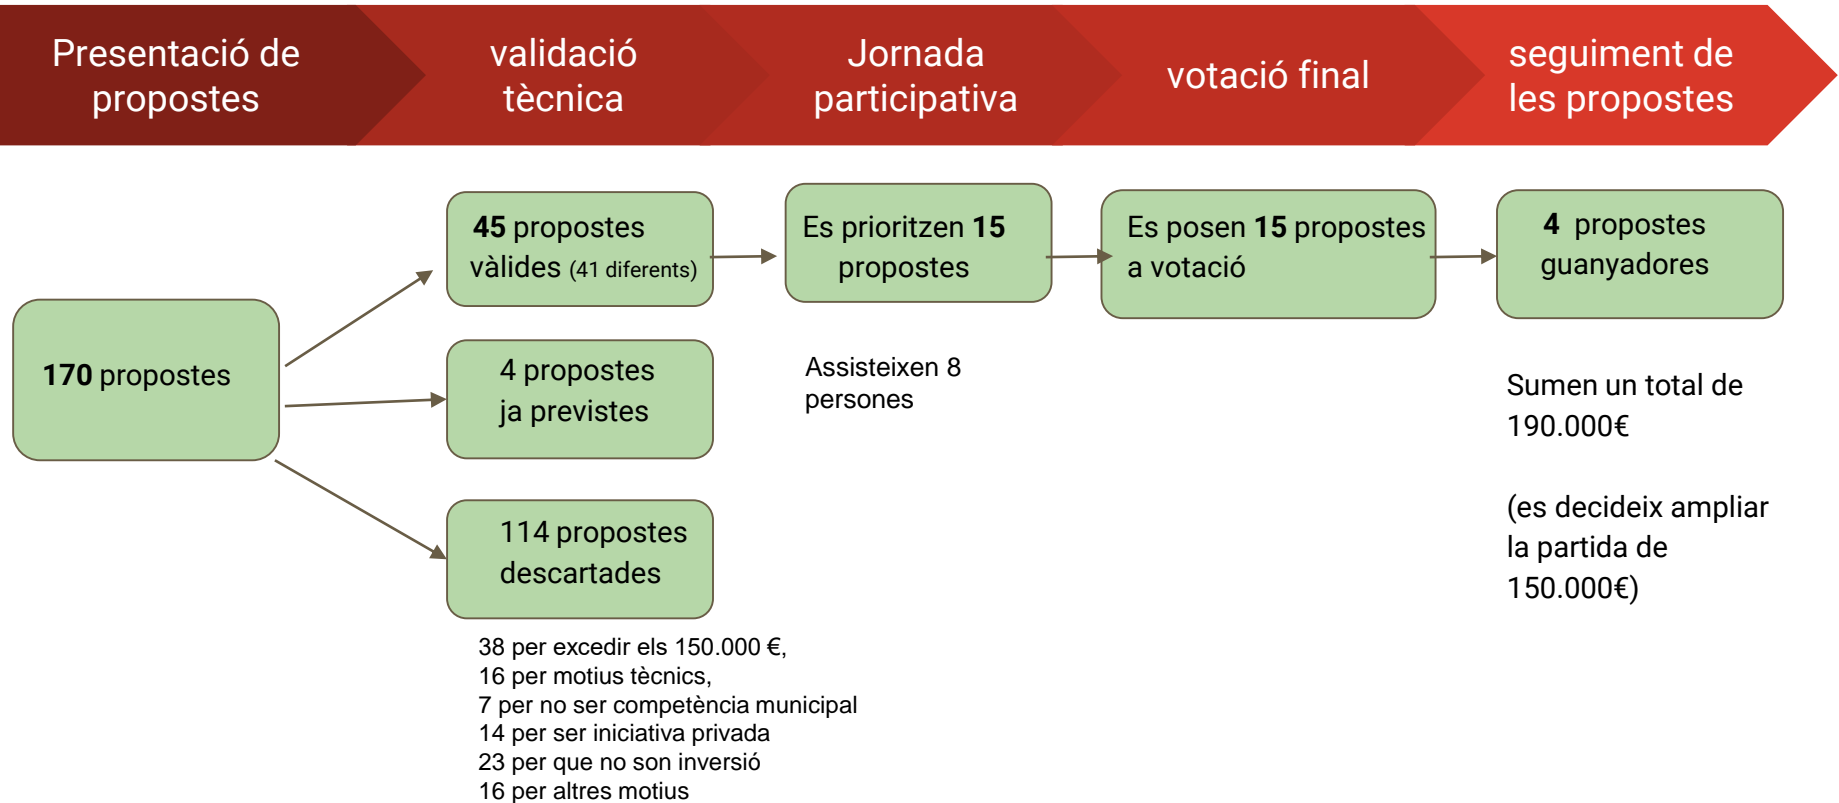 Presentació de
propostes
validació
tècnica
Jornada
participativa
votació final
seguiment de
les propostes
170 propostes
45 propostes
vàlides (41 diferents)
4 propostes
ja previstes
114 propostes
descartades
38 per excedir els 150.000 €,
16 per motius tècnics,
7 per no ser competència municipal
14 per ser iniciativa privada
23 per que no son inversió
16 per altres motius
Es prioritzen 15
propostes
Assisteixen 8
persones
Es posen 15 propostes
a votació
4 propostes
guanyadores
Sumen un total de
190.000€
(es decideix ampliar
la partida de
150.000€)